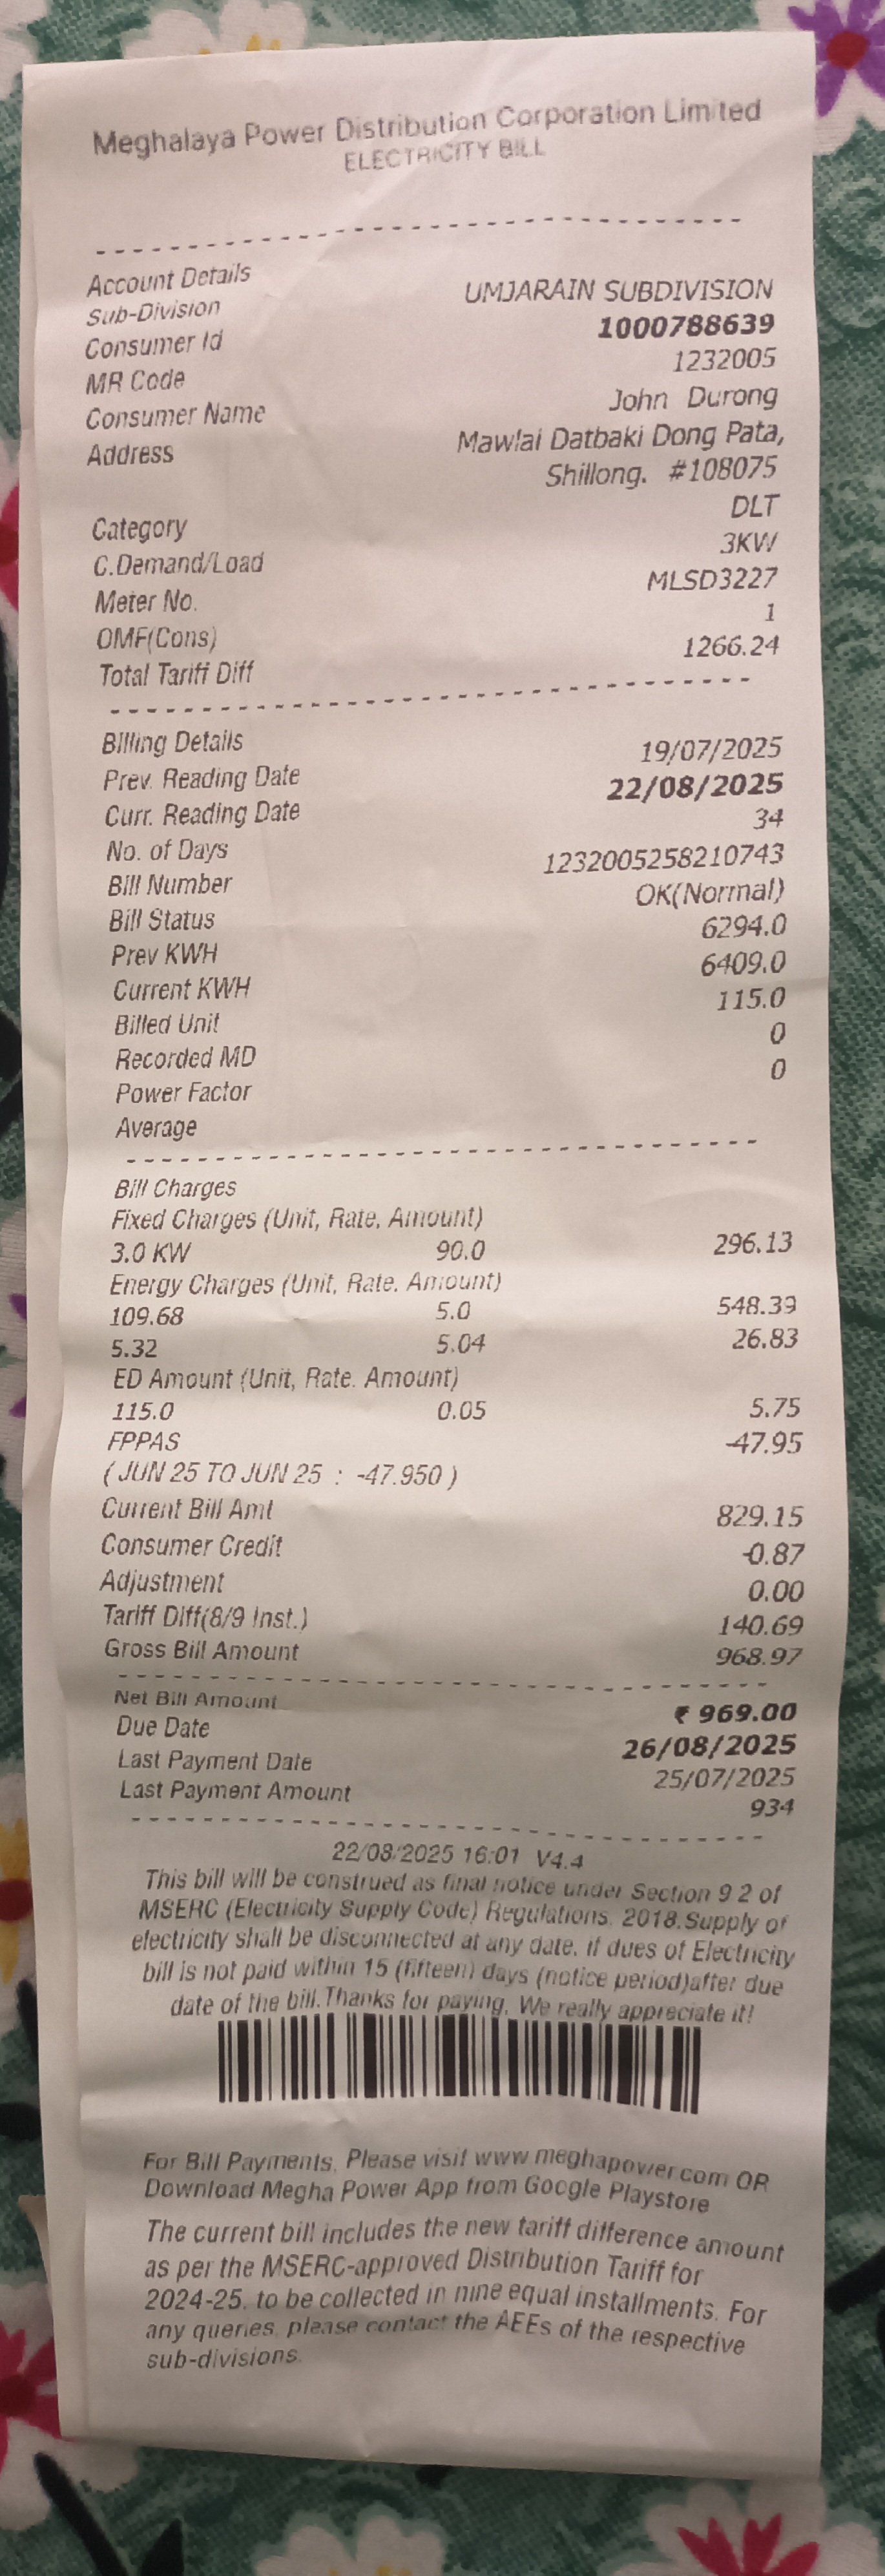 Meghalaya Power Distribution Corporation Limited
ELECTRICITY BILL
Account Details
Sub-Division UMJARAIN SUBDIVISION
Consumer Id 1000788639
MR Code 1232005
Consumer Name John Durong
Address Mawlai Datbaki Dong Pata,
Shillong. #108075
Category DLT
C.Demand/Load 3KW
Meter No. MLSD3227
OMF(Cons) 1
Total Tariff Diff 1266.24
Billing Details
Prev. Reading Date 19/07/2025
Curr. Reading Date 22/08/2025
No. of Days 34
Bill Number 1232005258210743
Bill Status OK(Normal)
Prev KWH 6294.0
Current KWH 6409.0
Billed Unit 115.0
Recorded MD 0
Power Factor 0
Average
Bill Charges
Fixed Charges (Unit, Rate, Amount)
3.0 KW 90.0 296.13
Energy Charges (Unit, Rate, Amount)
109.68 5.0 548.39
5.32 5.04 26.83
ED Amount (Unit, Rate. Amount)
115.0 0.05 5.75
FPPAS -47.95
( JUN 25 TO JUN 25 : -47.950 )
Current Bill Amt 829.15
Consumer Credit -0.87
Adjustment 0.00
Tariff Diff(8/9 Inst.) 140.69
Gross Bill Amount 968.97
Net Bill Amount ₹ 969.00
Due Date 26/08/2025
Last Payment Date 25/07/2025
Last Payment Amount 934
22/08/2025 16:01 V4.4
This bill will be construed as final notice under Section 9.2 of
MSERC (Electricity Supply Code) Regulations, 2018.Supply of
electricity shall be disconnected at any date, if dues of Electricity
bill is not paid within 15 (fifteen) days (notice period)after due
date of the bill.Thanks for paying, We really appreciate it!
For Bill Payments, Please visit www.meghapower.com OR
Download Megha Power App from Google Playstore
The current bill includes the new tariff difference amount
as per the MSERC-approved Distribution Tariff for
2024-25, to be collected in nine equal installments. For
any queries, please contact the AEEs of the respective
sub-divisions.